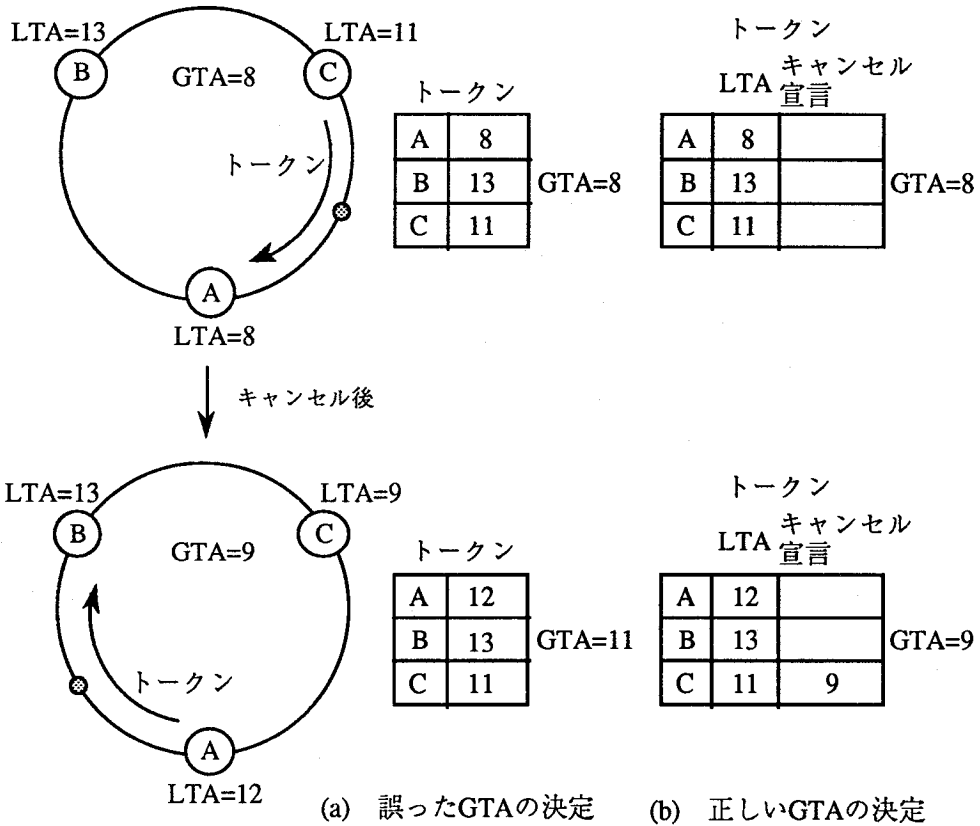 LTA=13
LTA=11
B
C
GTA=8
トークン
A
LTA=8
トークン
A 8
B 13
C 11
GTA=8
トークン
LTA キャンセル宣言
A 8
B 13
C 11
GTA=8
キャンセル後
LTA=13
LTA=9
B
C
GTA=9
トークン
A
LTA=12
トークン
A 12
B 13
C 11
GTA=11
トークン
LTA キャンセル宣言
A 12
B 13
C 11 9
GTA=9
(a) 誤ったGTAの決定
(b) 正しいGTAの決定